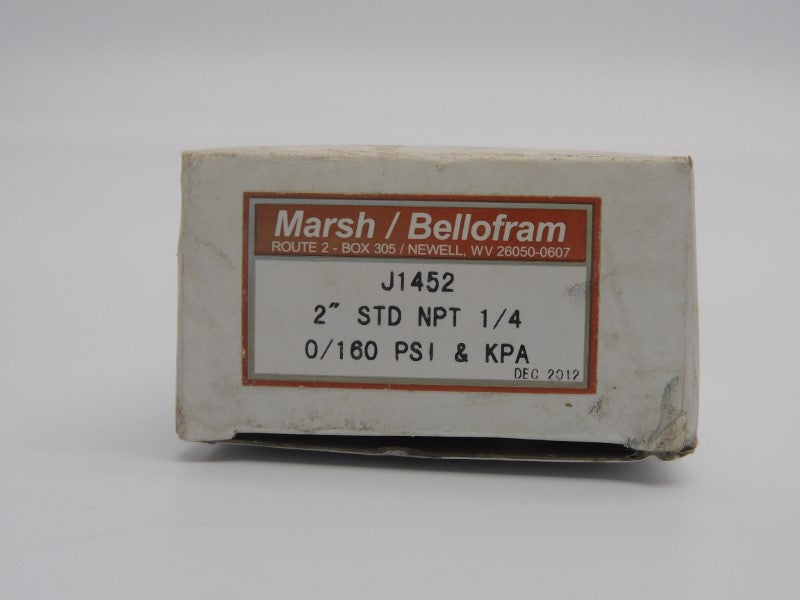 Marsh / Bellofram
ROUTE 2 - BOX 305 / NEWELL, WV 26050-0607
J1452
2" STD NPT 1/4
0/160 PSI & KPA
DEC 2012